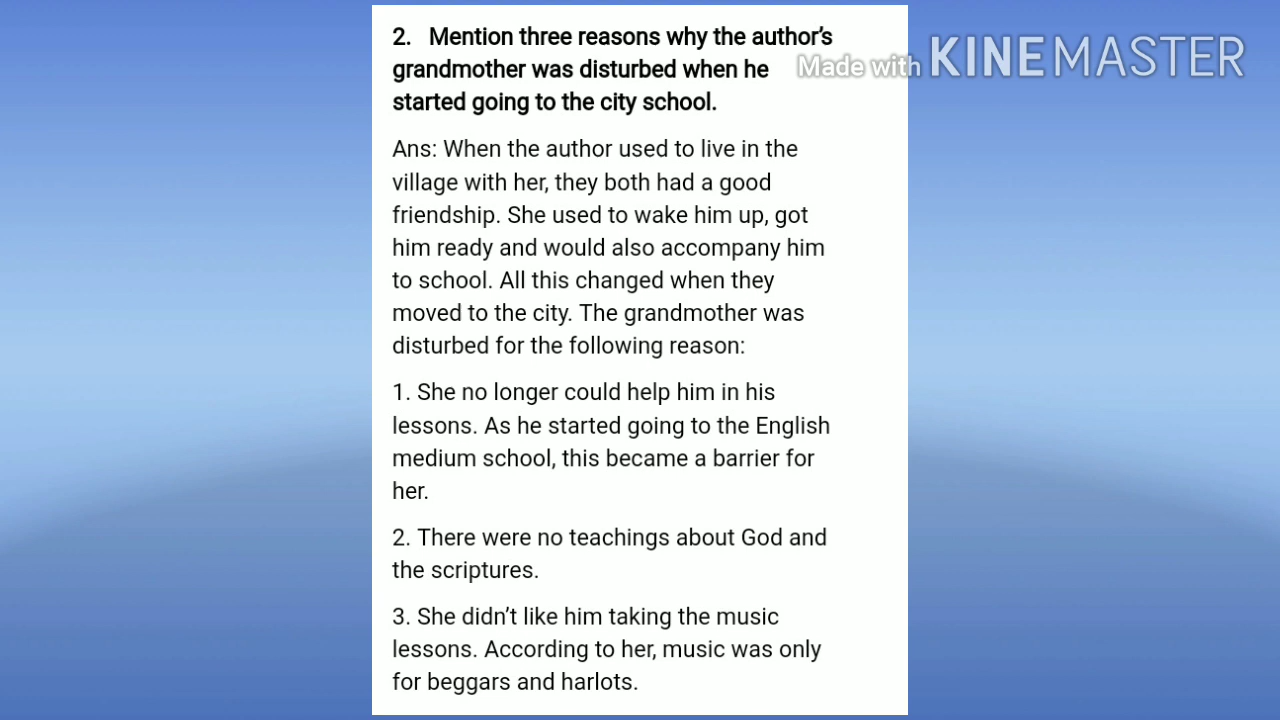 2. Mention three reasons why the author's
grandmother was disturbed when he
started going to the city school.
Made with KINEMASTER
Ans: When the author used to live in the
village with her, they both had a good
friendship. She used to wake him up, got
him ready and would also accompany him
to school. All this changed when they
moved to the city. The grandmother was
disturbed for the following reason:
1. She no longer could help him in his
lessons. As he started going to the English
medium school, this became a barrier for
her.
2. There were no teachings about God and
the scriptures.
3. She didn't like him taking the music
lessons. According to her, music was only
for beggars and harlots.